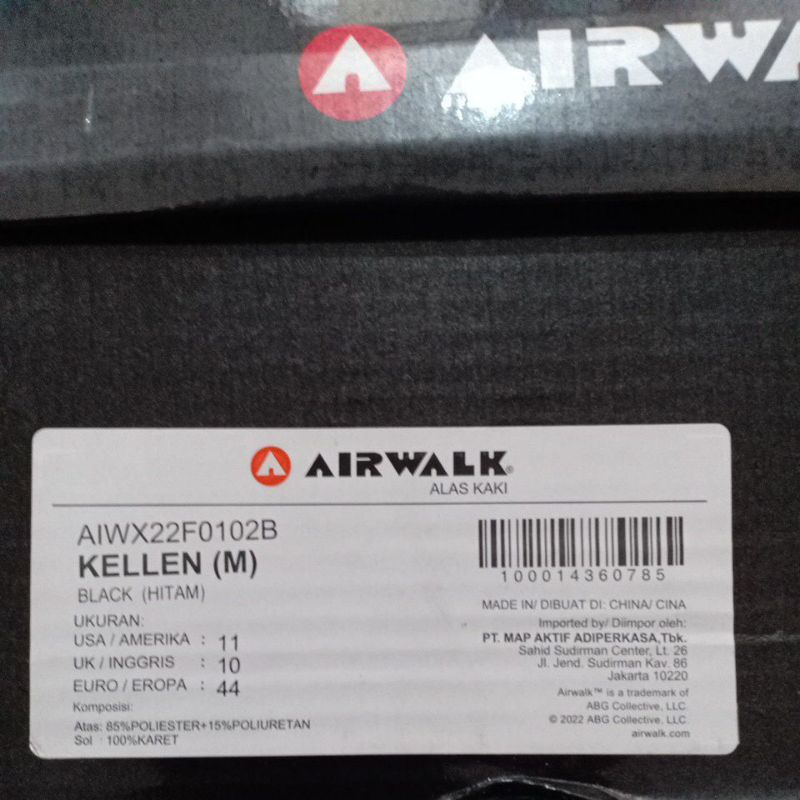 AIRWA
AIRWALK®
ALAS KAKI
AIWX22F0102B
KELLEN (M)
BLACK (HITAM)
UKURAN:
USA / AMERIKA : 11
UK / INGGRIS : 10
EURO / EROPA : 44
Komposisi:
Atas: 85%POLIESTER+15%POLIURETAN
Sol : 100%KARET
100014360785
MADE IN/ DIBUAT DI: CHINA/ CINA
Imported by/ Diimpor oleh:
PT. MAP AKTIF ADIPERKASA,Tbk.
Sahid Sudirman Center, Lt. 26
Jl. Jend. Sudirman Kav. 86
Jakarta 10220
Airwalk™ is a trademark of
ABG Collective, LLC.
© 2022 ABG Collective, LLC.
airwalk.com